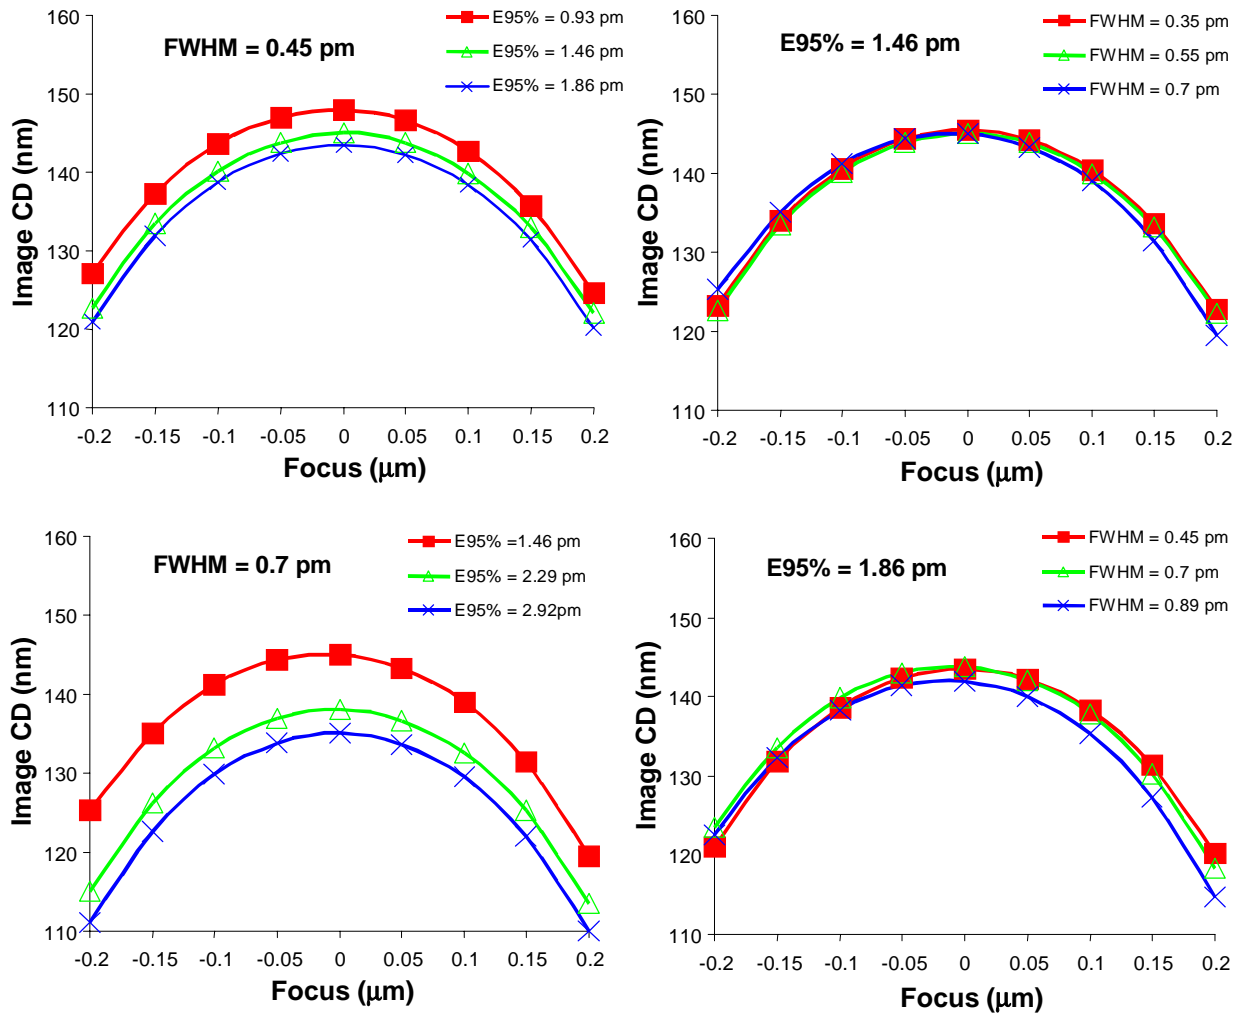 160
150
140
130
120
110
Image CD (nm)
FWHM = 0.45 pm
E95% = 0.93 pm
E95% = 1.46 pm
E95% = 1.86 pm
-0.2 -0.15 -0.1 -0.05 0 0.05 0.1 0.15 0.2
Focus (μm)
160
150
140
130
120
110
Image CD (nm)
E95% = 1.46 pm
FWHM = 0.35 pm
FWHM = 0.55 pm
FWHM = 0.7 pm
-0.2 -0.15 -0.1 -0.05 0 0.05 0.1 0.15 0.2
Focus (μm)
160
150
140
130
120
110
Image CD (nm)
FWHM = 0.7 pm
E95% =1.46 pm
E95% = 2.29 pm
E95% = 2.92pm
-0.2 -0.15 -0.1 -0.05 0 0.05 0.1 0.15 0.2
Focus (μm)
160
150
140
130
120
110
Image CD (nm)
E95% = 1.86 pm
FWHM = 0.45 pm
FWHM = 0.7 pm
FWHM = 0.89 pm
-0.2 -0.15 -0.1 -0.05 0 0.05 0.1 0.15 0.2
Focus (μm)